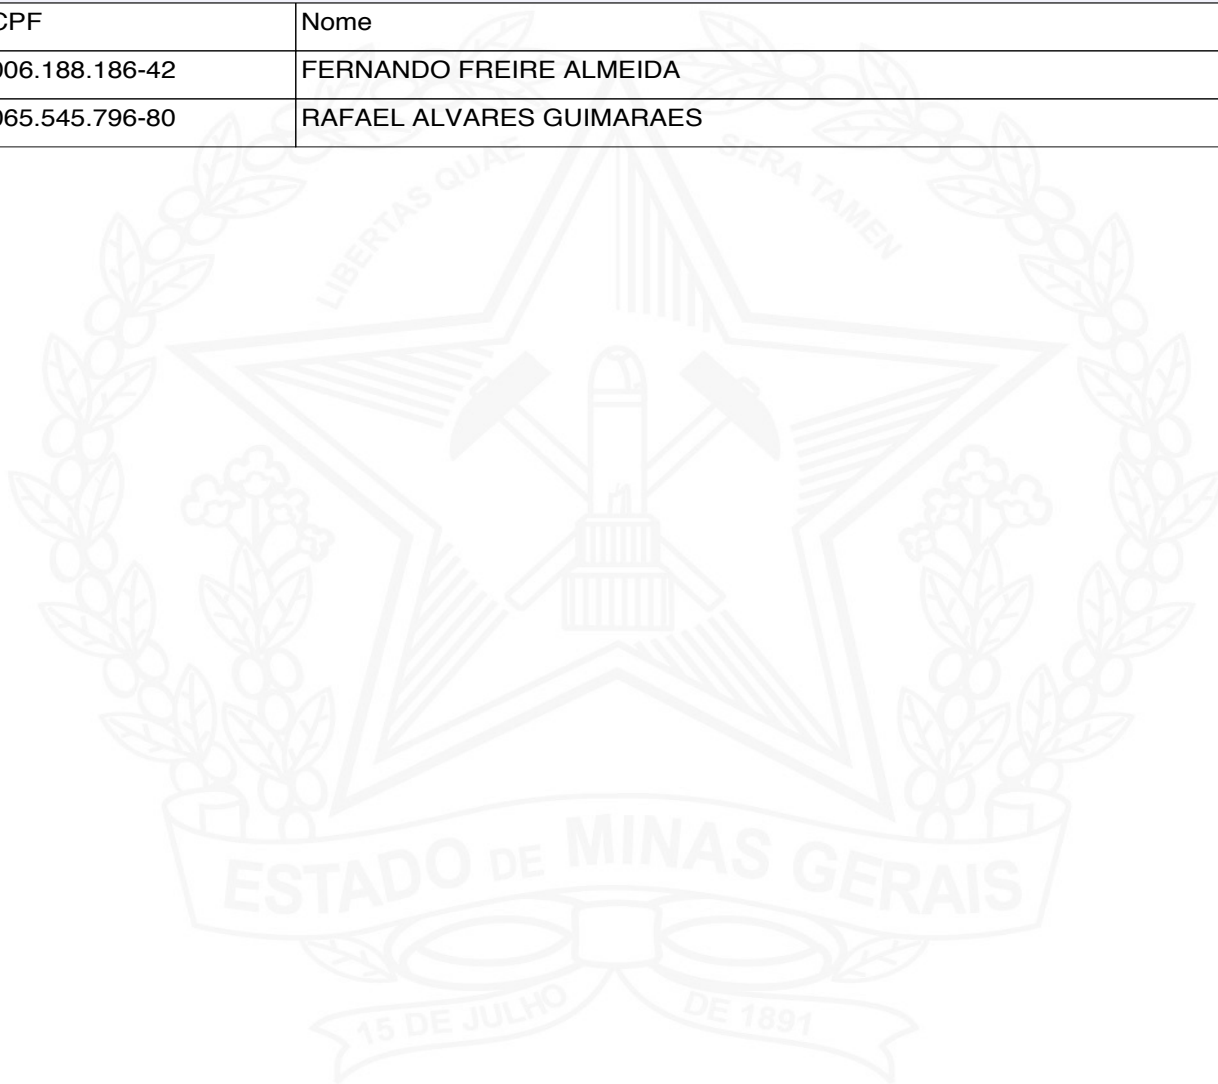 CPF Nome
006.188.186-42 FERNANDO FREIRE ALMEIDA
065.545.796-80 RAFAEL ALVARES GUIMARAES
LIBERTAS QUAE SERA TAMEN
ESTADO DE MINAS GERAIS
15 DE JULHO DE 1891